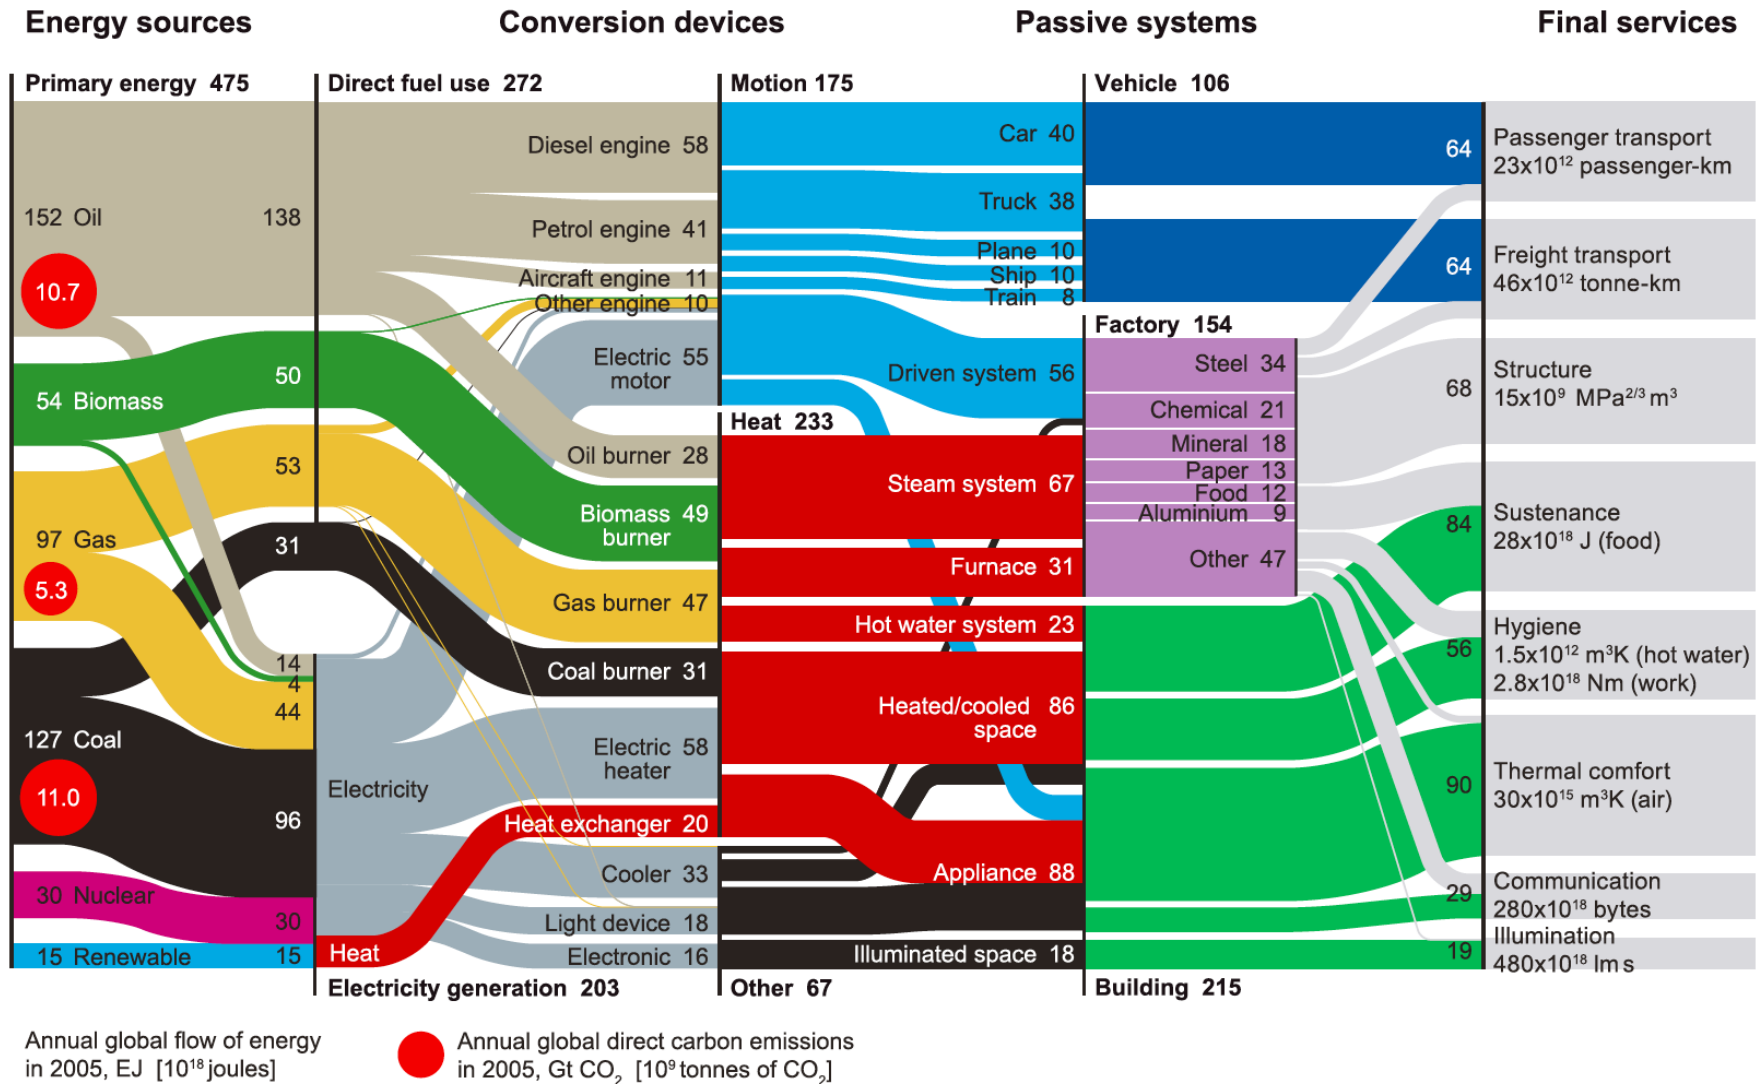 Energy sources
Conversion devices
Passive systems
Final services
Primary energy 475
Direct fuel use 272
Motion 175
Vehicle 106
152 Oil
138
10.7
54 Biomass
50
53
97 Gas
5.3
31
14
4
44
127 Coal
11.0
96
30 Nuclear
30
15 Renewable
15
Diesel engine 58
Petrol engine 41
Aircraft engine 11
Other engine 10
Electric
motor 55
Oil burner 28
Biomass
burner 49
Gas burner 47
Coal burner 31
Electricity
Electric
heater 58
Heat exchanger 20
Cooler 33
Light device 18
Heat
Electronic 16
Electricity generation 203
Car 40
Truck 38
Plane 10
Ship 10
Train 8
Driven system 56
Heat 233
Steam system 67
Furnace 31
Hot water system 23
Heated/cooled
space 86
Appliance 88
Illuminated space 18
Other 67
Factory 154
Steel 34
Chemical 21
Mineral 18
Paper 13
Food 12
Aluminium 9
Other 47
Building 215
64
Passenger transport
23x10¹² passenger-km
64
Freight transport
46x10¹² tonne-km
68
Structure
15x10⁹ MPa²ᐟ³ m³
84
Sustenance
28x10¹⁸ J (food)
56
Hygiene
1.5x10¹² m³K (hot water)
2.8x10¹⁸ Nm (work)
90
Thermal comfort
30x10¹⁵ m³K (air)
29
Communication
280x10¹⁸ bytes
19
Illumination
480x10¹⁸ lm s
Annual global flow of energy
in 2005, EJ [10¹⁸ joules]
Annual global direct carbon emissions
in 2005, Gt CO₂ [10⁹ tonnes of CO₂]